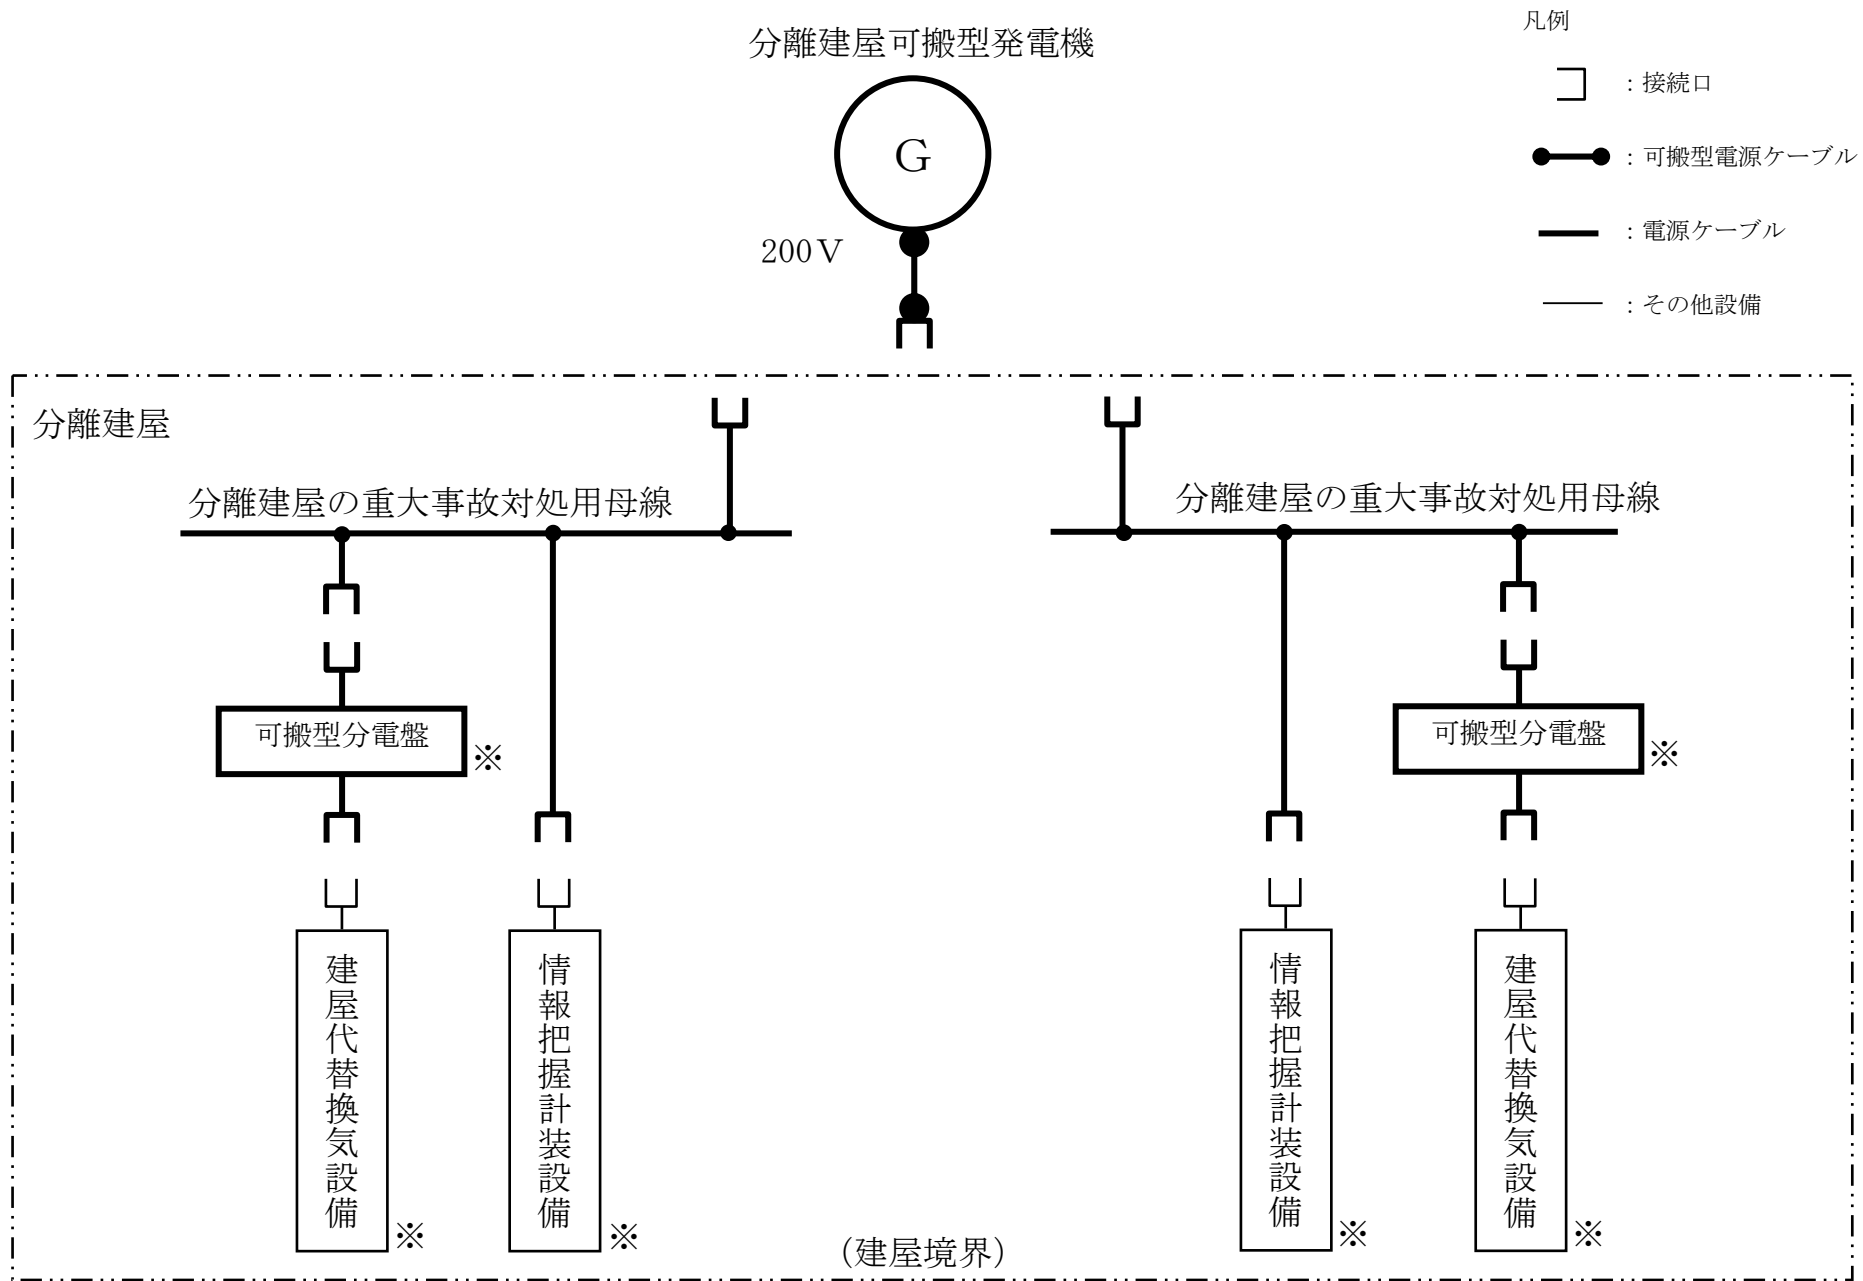 分離建屋可搬型発電機
G
200V
凡例
：接続口
：可搬型電源ケーブル
：電源ケーブル
：その他設備
分離建屋
分離建屋の重大事故対処用母線
分離建屋の重大事故対処用母線
可搬型分電盤
※
可搬型分電盤
※
建屋代替換気設備
※
情報把握計装設備
※
情報把握計装設備
※
建屋代替換気設備
※
（建屋境界）